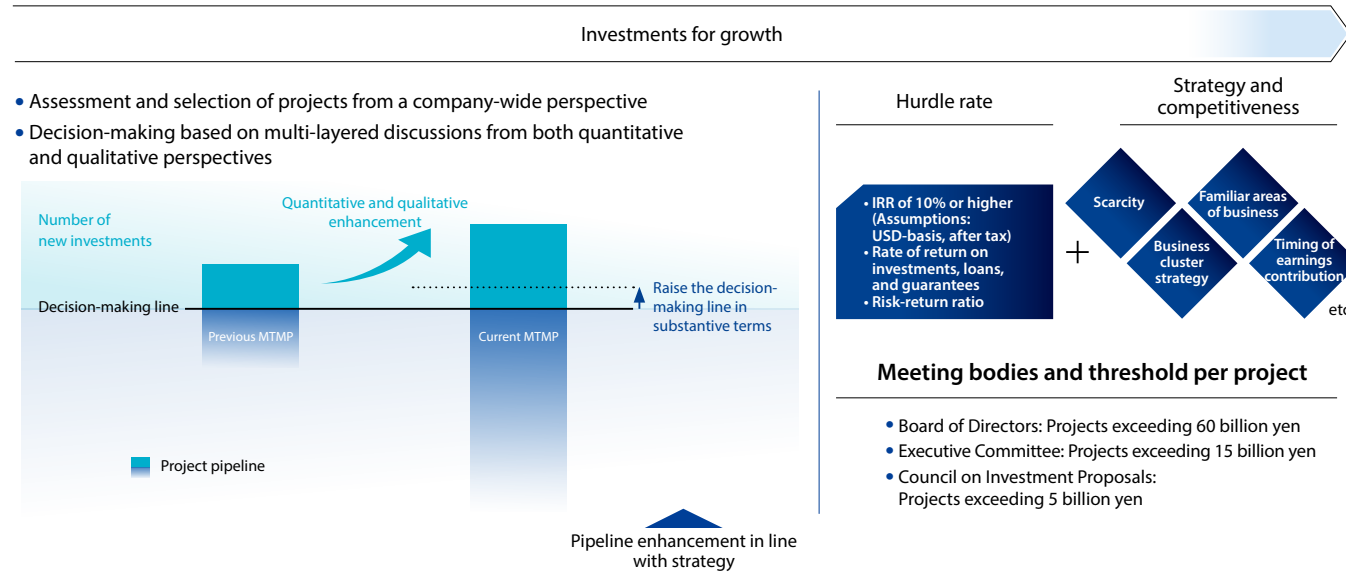 Investments for growth
• Assessment and selection of projects from a company-wide perspective
• Decision-making based on multi-layered discussions from both quantitative
and qualitative perspectives
Number of
new investments
Quantitative and qualitative
enhancement
Decision-making line
Previous MTMP
Current MTMP
Raise the decision-
making line in
substantive terms
Project pipeline
Pipeline enhancement in line
with strategy
Hurdle rate
• IRR of 10% or higher
(Assumptions:
USD-basis, after tax)
• Rate of return on
investments, loans,
and guarantees
• Risk-return ratio
+
Strategy and
competitiveness
Scarcity
Familiar areas
of business
Business
cluster
strategy
Timing of
earnings
contribution
etc
Meeting bodies and threshold per project
• Board of Directors: Projects exceeding 60 billion yen
• Executive Committee: Projects exceeding 15 billion yen
• Council on Investment Proposals:
Projects exceeding 5 billion yen